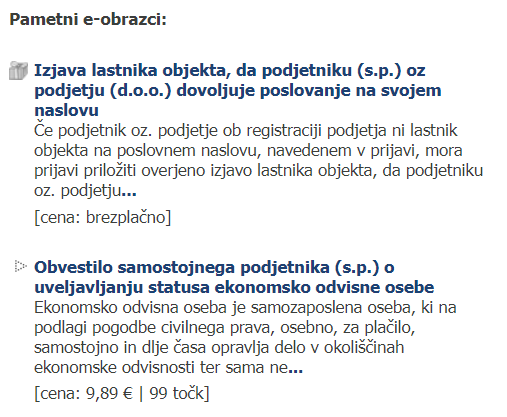 Pametni e-obrazci:
Izjava lastnika objekta, da podjetniku (s.p.) oz
podjetju (d.o.o.) dovoljuje poslovanje na svojem
naslovu
Če podjetnik oz. podjetje ob registraciji podjetja ni lastnik
objekta na poslovnem naslovu, navedenem v prijavi, mora
prijavi priložiti overjeno izjavo lastnika objekta, da podjetniku
oz. podjetju...
[cena: brezplačno]
Obvestilo samostojnega podjetnika (s.p.) o
uveljavljanju statusa ekonomsko odvisne osebe
Ekonomsko odvisna oseba je samozaposlena oseba, ki na
podlagi pogodbe civilnega prava, osebno, za plačilo,
samostojno in dlje časa opravlja delo v okoliščinah
ekonomske odvisnosti ter sama ne...
[cena: 9,89 € | 99 točk]